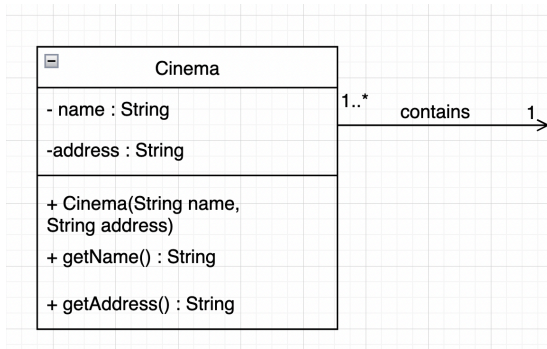 Cinema
- name : String
-address : String
+ Cinema(String name,
String address)
+ getName() : String
+ getAddress() : String
1..*
contains
1